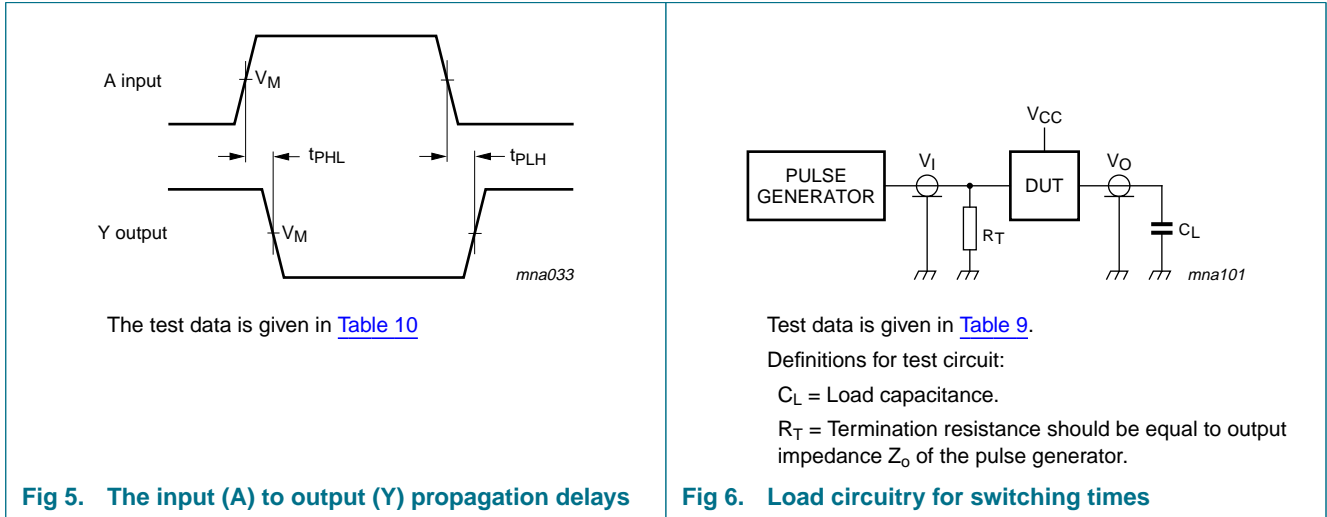 A input
VM
tPHL
tPLH
Y output
VM
mna033
The test data is given in Table 10
Fig 5. The input (A) to output (Y) propagation delays
VCC
VI
VO
PULSE
GENERATOR
DUT
RT
CL
mna101
Test data is given in Table 9.
Definitions for test circuit:
CL = Load capacitance.
RT = Termination resistance should be equal to output
impedance Zo of the pulse generator.
Fig 6. Load circuitry for switching times